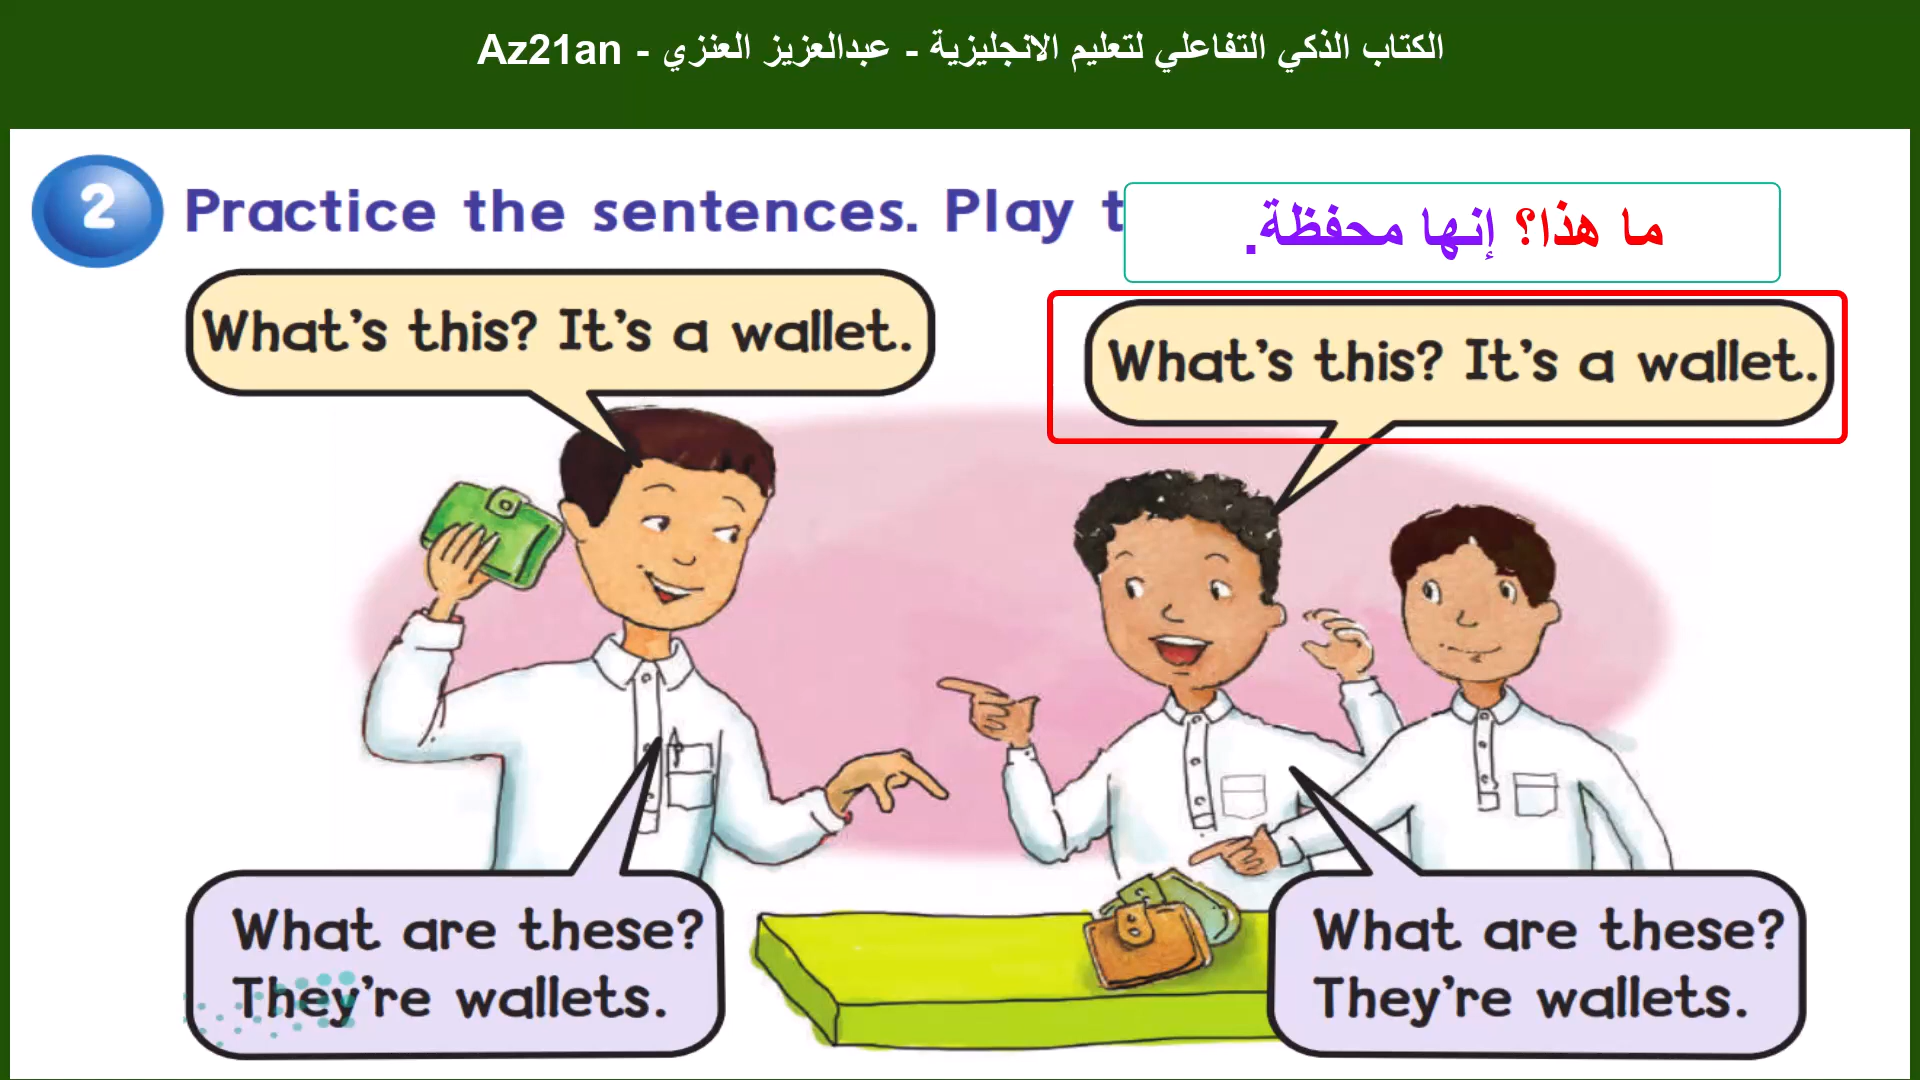 الكتاب الذكي التفاعلي لتعليم الانجليزية - عبدالعزيز العنزي - Az21an
2 Practice the sentences. Play t
ما هذا؟ إنها محفظة.
What's this? It's a wallet.
What's this? It's a wallet.
What are these?
They're wallets.
What are these?
They're wallets.